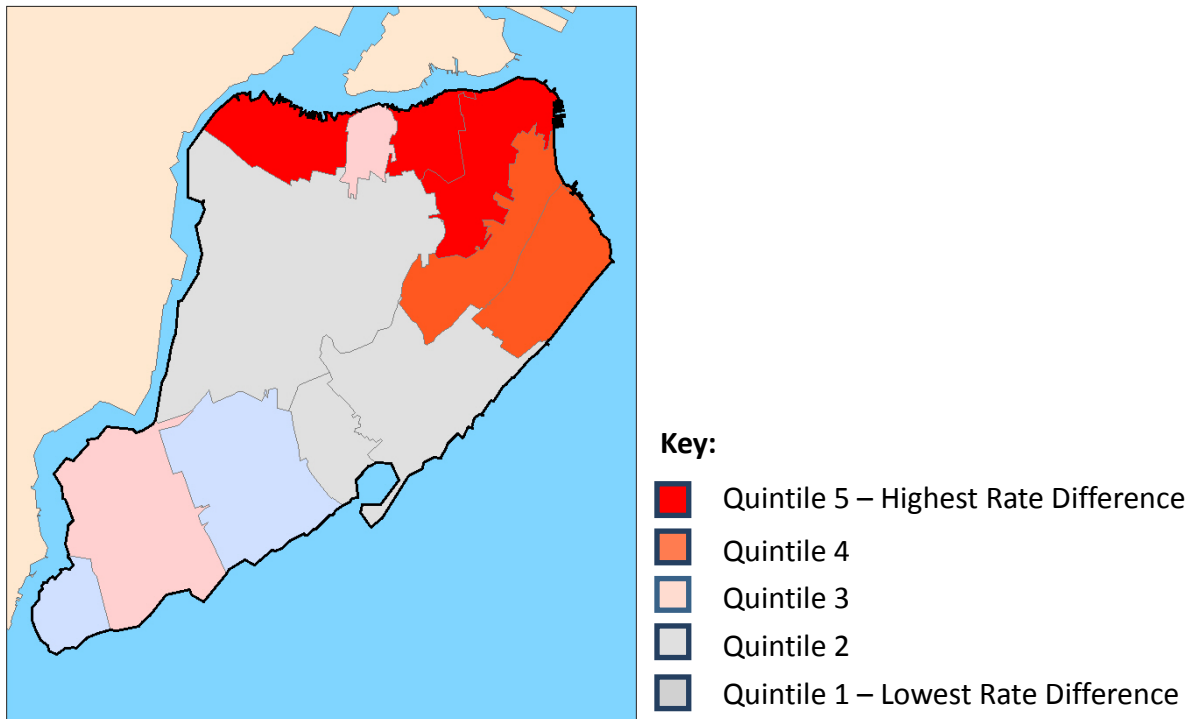 Key:
Quintile 5 – Highest Rate Difference
Quintile 4
Quintile 3
Quintile 2
Quintile 1 – Lowest Rate Difference